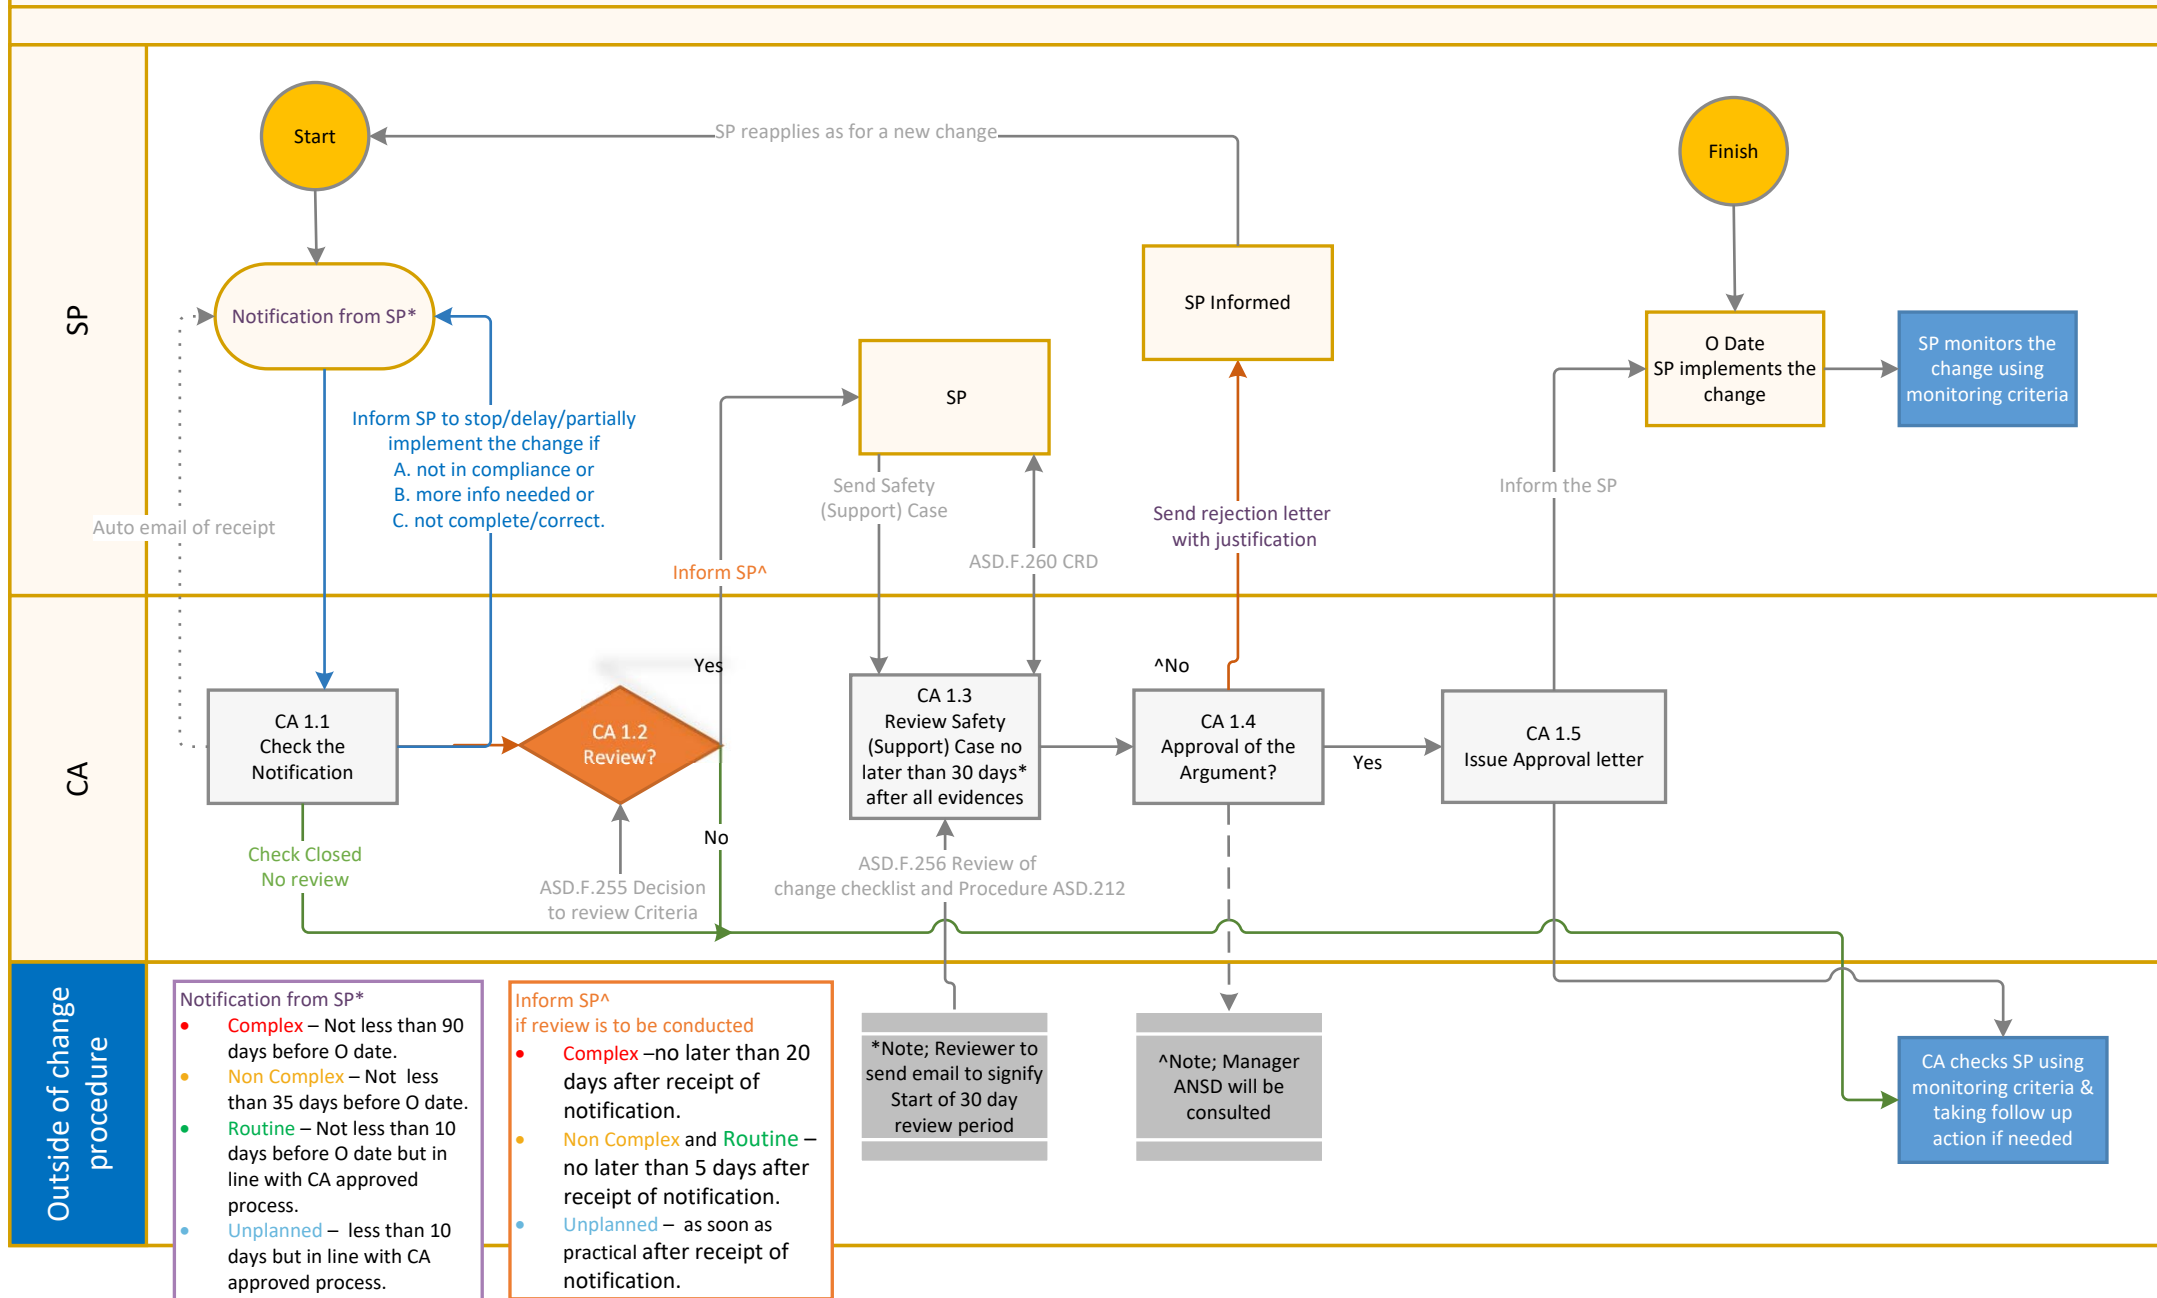 SP
Start
SP reapplies as for a new change
Finish
Notification from SP*
SP Informed
O Date
SP implements the
change
SP monitors the
change using
monitoring criteria
SP
Inform SP to stop/delay/partially
implement the change if
A. not in compliance or
B. more info needed or
C. not complete/correct.
Auto email of receipt
Send Safety
(Support) Case
ASD.F.260 CRD
Inform SP^
Send rejection letter
with justification
Inform the SP
CA
CA 1.1
Check the
Notification
CA 1.2
Review?
Yes
No
CA 1.3
Review Safety
(Support) Case no
later than 30 days*
after all evidences
^No
CA 1.4
Approval of the
Argument?
Yes
CA 1.5
Issue Approval letter
Check Closed
No review
ASD.F.255 Decision
to review Criteria
ASD.F.256 Review of
change checklist and Procedure ASD.212
Outside of change
procedure
Notification from SP*
• Complex – Not less than 90
days before O date.
• Non Complex – Not less
than 35 days before O date.
• Routine – Not less than 10
days before O date but in
line with CA approved
process.
• Unplanned – less than 10
days but in line with CA
approved process.
Inform SP^
if review is to be conducted
• Complex –no later than 20
days after receipt of
notification.
• Non Complex and Routine –
no later than 5 days after
receipt of notification.
• Unplanned – as soon as
practical after receipt of
notification.
*Note; Reviewer to
send email to signify
Start of 30 day
review period
^Note; Manager
ANSD will be
consulted
CA checks SP using
monitoring criteria &
taking follow up
action if needed